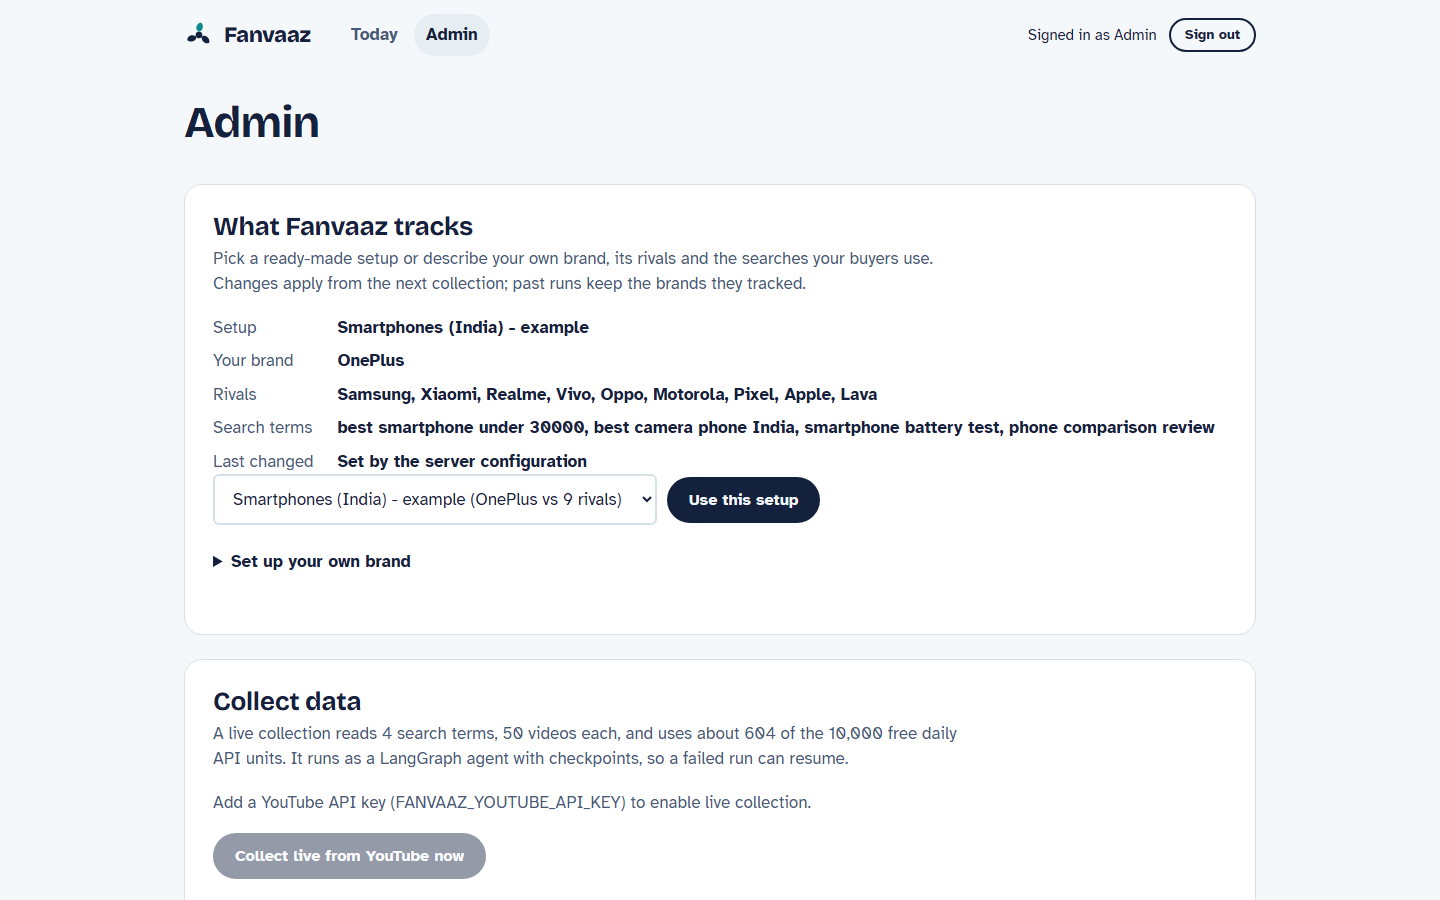 Fanvaaz Today Admin Signed in as Admin Sign out
Admin
What Fanvaaz tracks
Pick a ready-made setup or describe your own brand, its rivals and the searches your buyers use.
Changes apply from the next collection; past runs keep the brands they tracked.
Setup Smartphones (India) - example
Your brand OnePlus
Rivals Samsung, Xiaomi, Realme, Vivo, Oppo, Motorola, Pixel, Apple, Lava
Search terms best smartphone under 30000, best camera phone India, smartphone battery test, phone comparison review
Last changed Set by the server configuration
Smartphones (India) - example (OnePlus vs 9 rivals) Use this setup
Set up your own brand
Collect data
A live collection reads 4 search terms, 50 videos each, and uses about 604 of the 10,000 free daily
API units. It runs as a LangGraph agent with checkpoints, so a failed run can resume.
Add a YouTube API key (FANVAAZ_YOUTUBE_API_KEY) to enable live collection.
Collect live from YouTube now